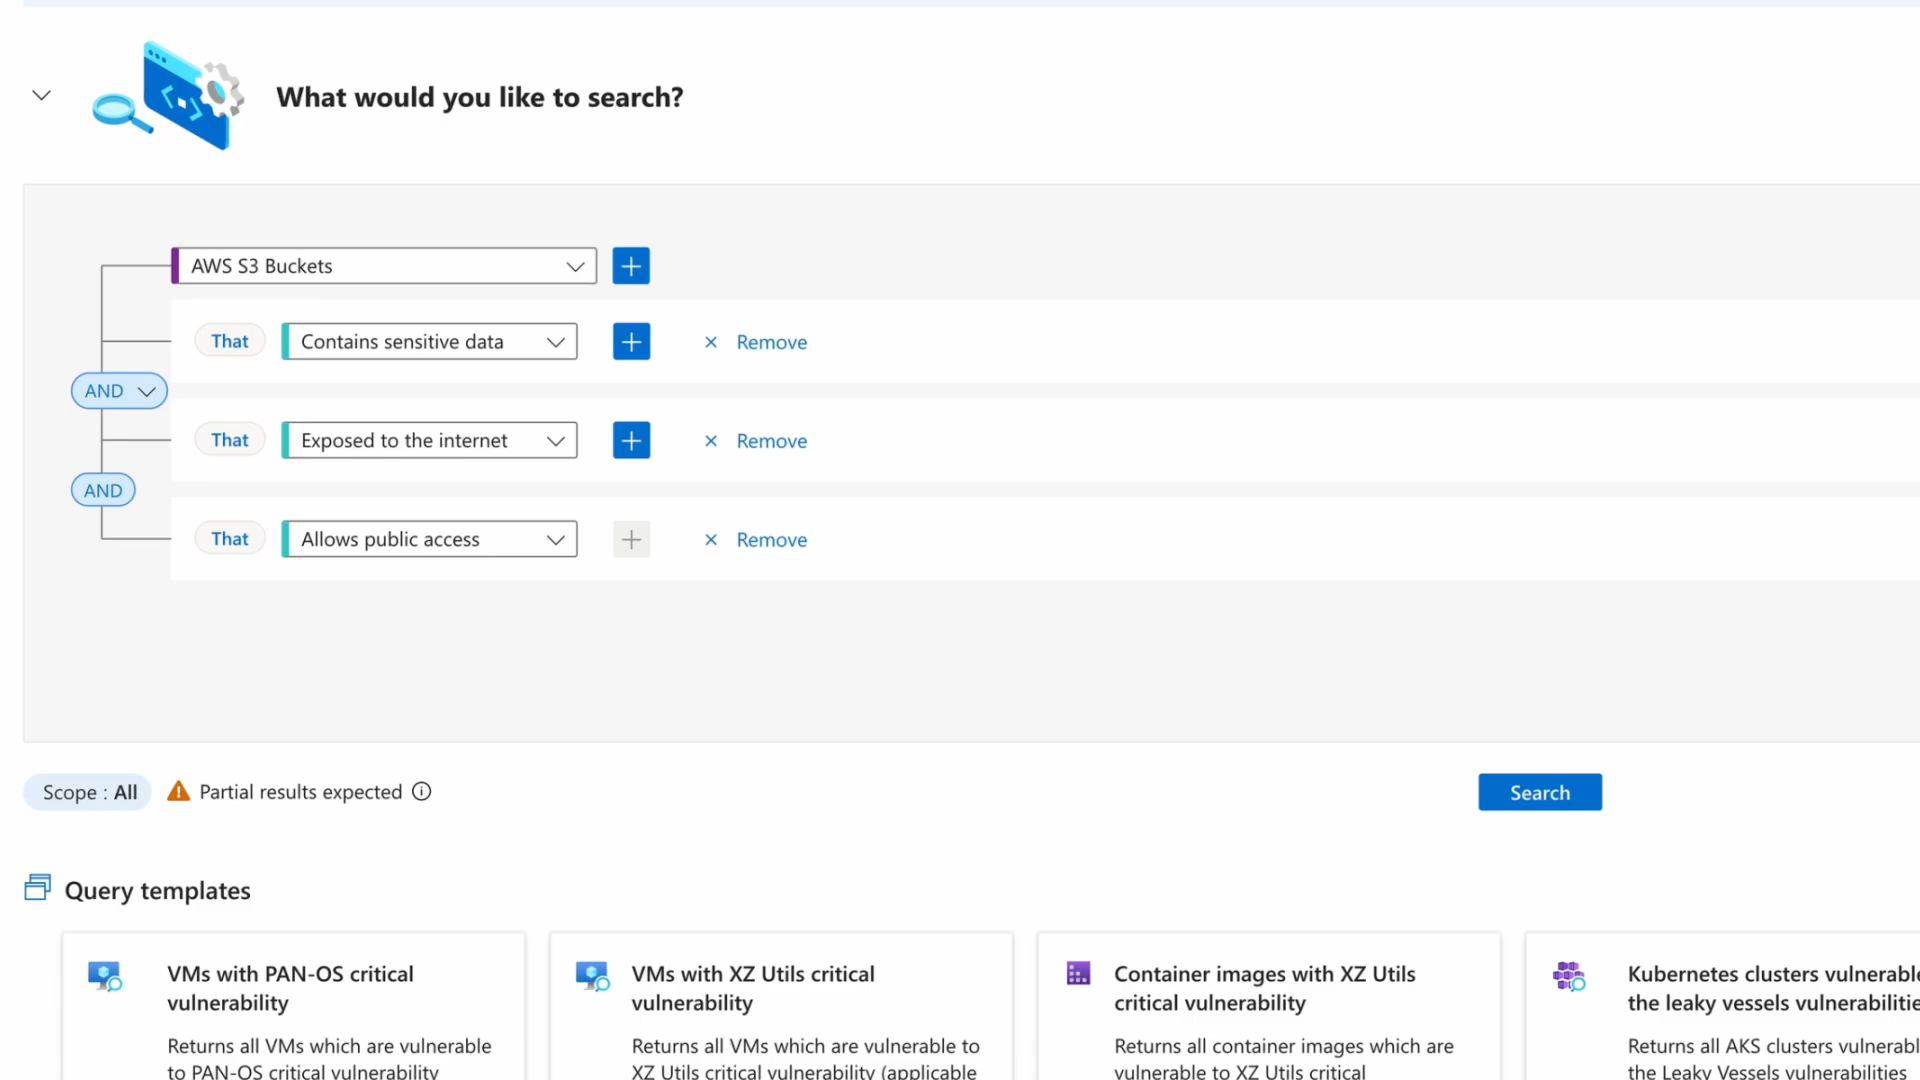 What would you like to search?
AWS S3 Buckets
That Contains sensitive data Remove
AND
That Exposed to the internet Remove
AND
That Allows public access Remove
Scope : All Partial results expected
Search
Query templates
VMs with PAN-OS critical
vulnerability
Returns all VMs which are vulnerable
to PAN-OS critical vulnerability
VMs with XZ Utils critical
vulnerability
Returns all VMs which are vulnerable to
XZ Utils critical vulnerability (applicable
Container images with XZ Utils
critical vulnerability
Returns all container images which are
vulnerable to XZ Utils critical
Kubernetes clusters vulnerable
the leaky vessels vulnerabilitie
Returns all AKS clusters vulnerabl
the Leaky Vessels vulnerabilities